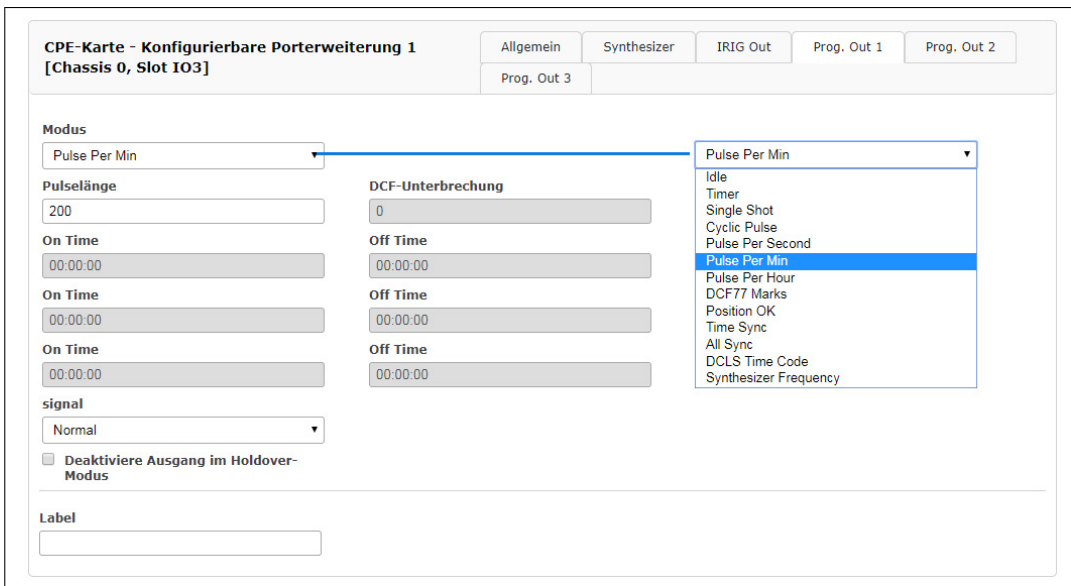 CPE-Karte - Konfigurierbare Porterweiterung 1
[Chassis 0, Slot IO3]
Allgemein
Synthesizer
IRIG Out
Prog. Out 1
Prog. Out 2
Prog. Out 3
Modus
Pulse Per Min
Pulselänge
DCF-Unterbrechung
200
0
On Time
Off Time
00:00:00
00:00:00
On Time
Off Time
00:00:00
00:00:00
On Time
Off Time
00:00:00
00:00:00
signal
Normal
Deaktiviere Ausgang im Holdover-
Modus
Label
Pulse Per Min
Idle
Timer
Single Shot
Cyclic Pulse
Pulse Per Second
Pulse Per Min
Pulse Per Hour
DCF77 Marks
Position OK
Time Sync
All Sync
DCLS Time Code
Synthesizer Frequency